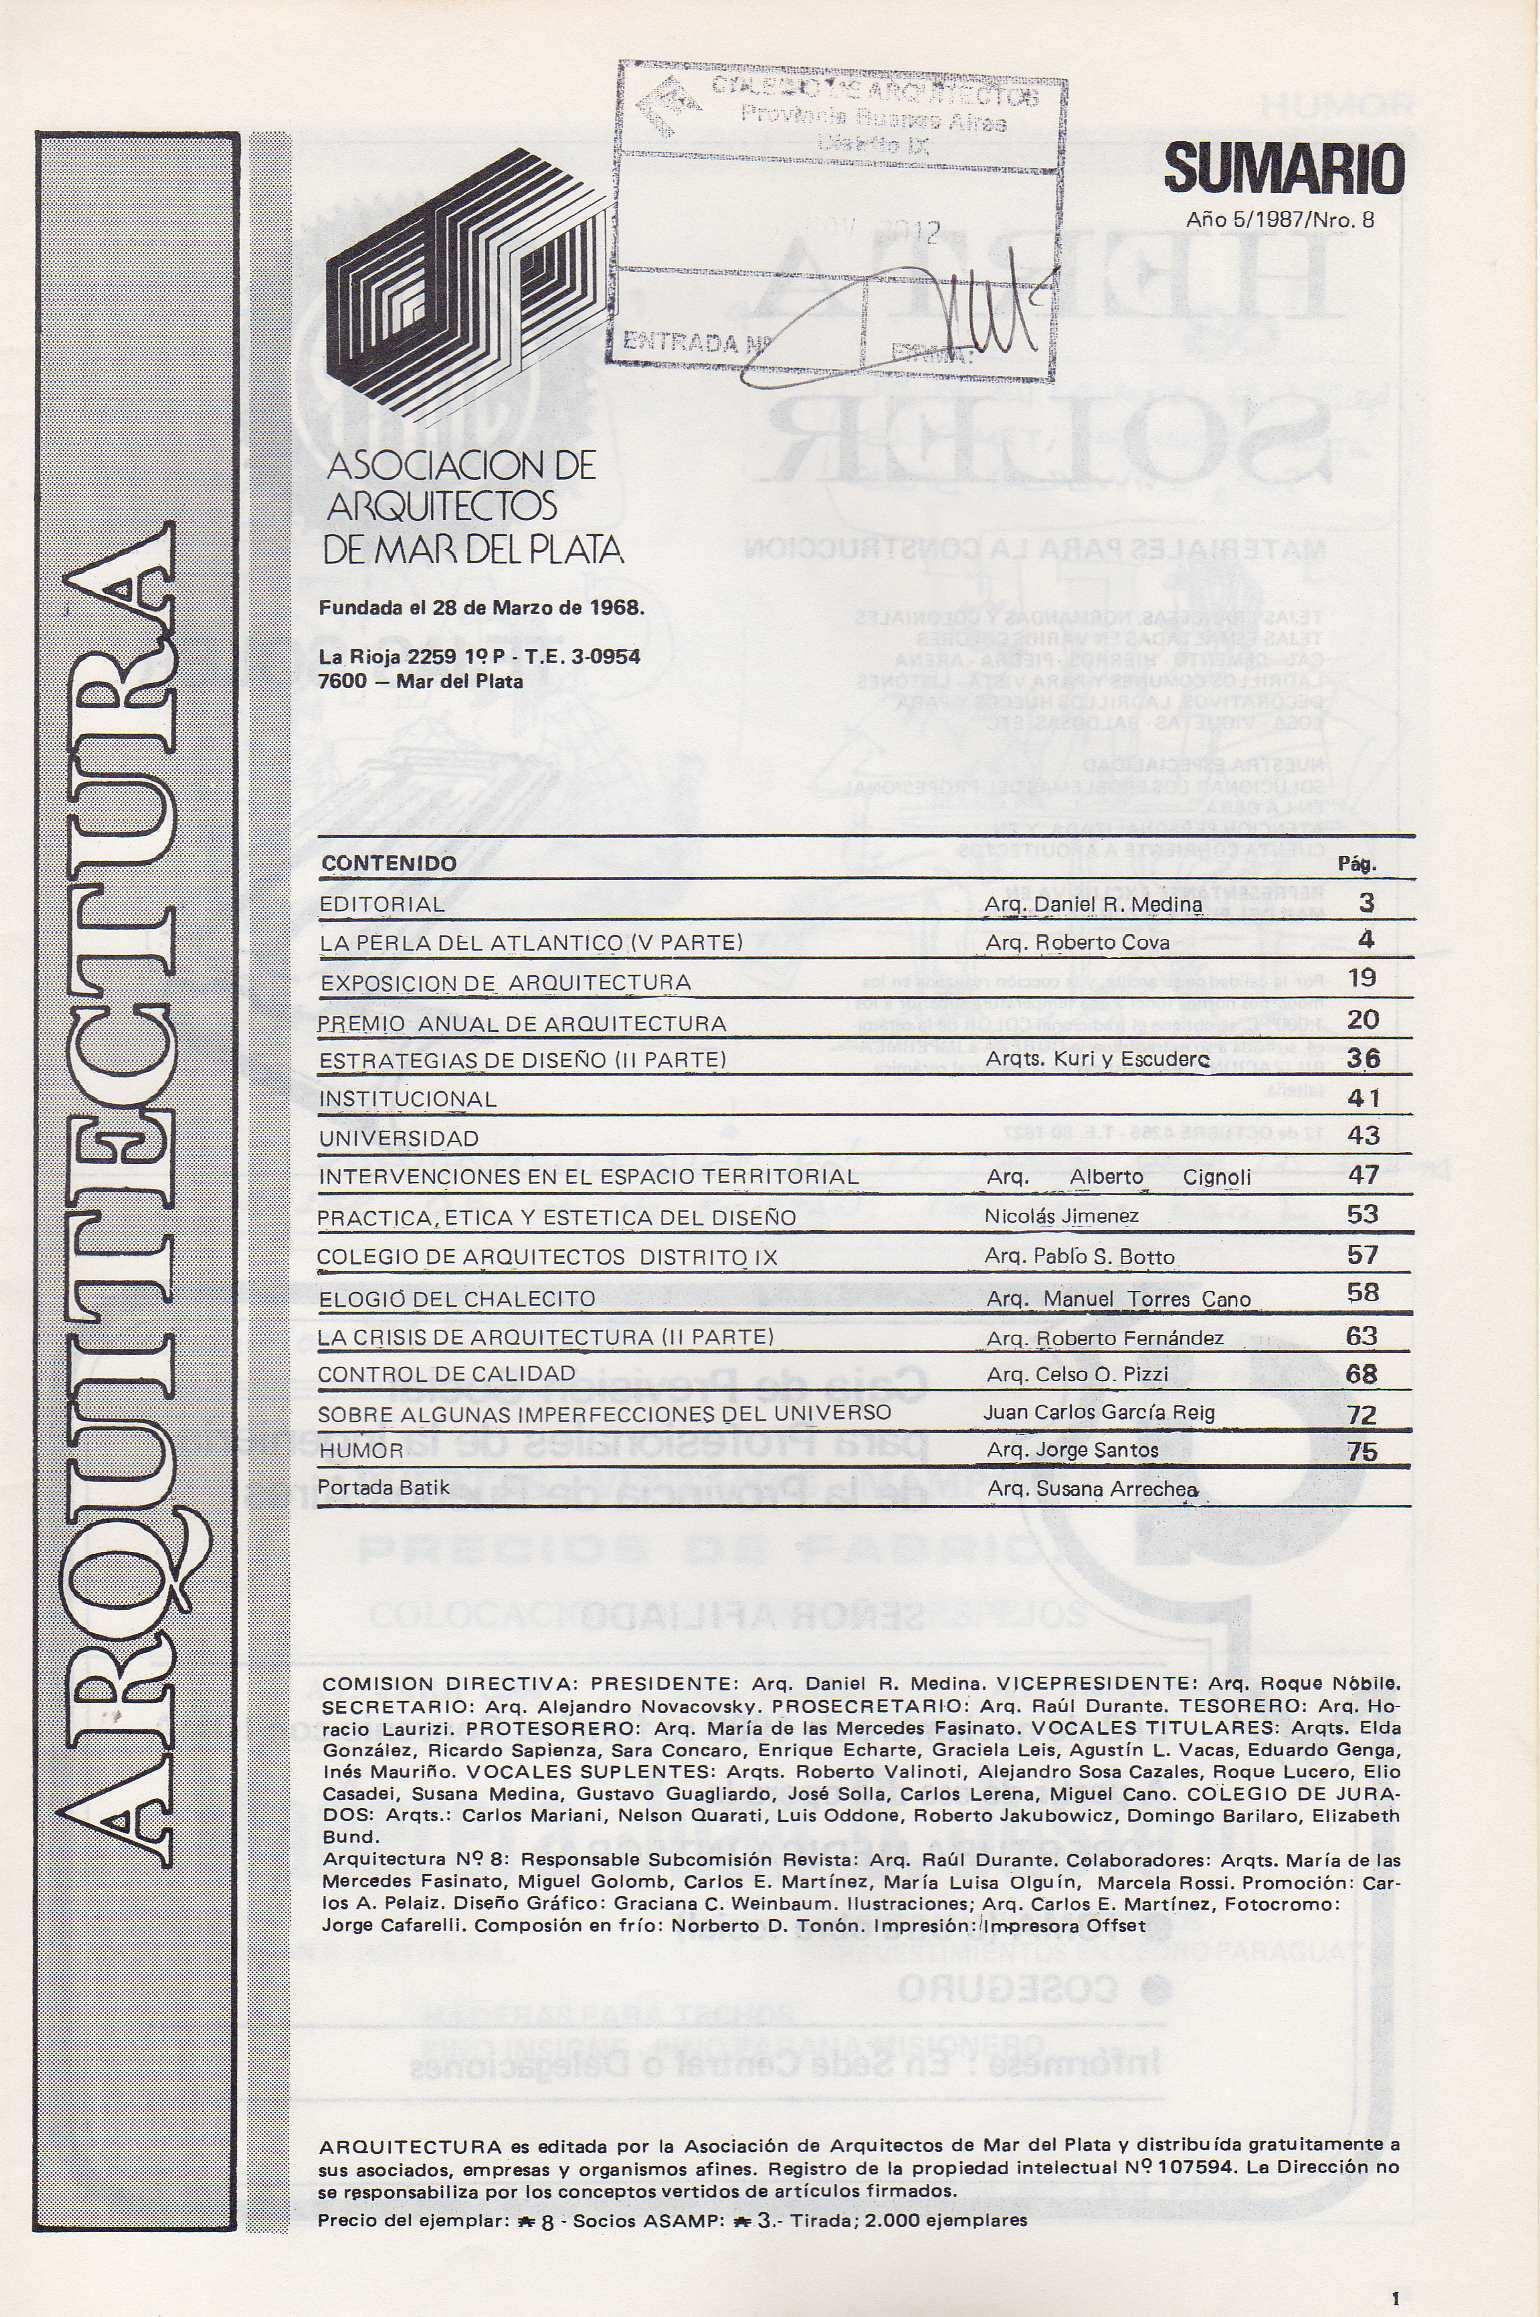 COLEGIO DE ARQUITECTOS
Provincia Buenos Aires
Distrito IX
12
ENTRADA Nº
FIRMA:
SUMARIO
Año 5/1987/Nro. 8
ARQUITECTURA
ASOCIACION DE
ARQUITECTOS
DE MAR DEL PLATA
Fundada el 28 de Marzo de 1968.
La Rioja 2259 1º P - T.E. 3-0954
7600 — Mar del Plata
CONTENIDO Pág.
EDITORIAL Arq. Daniel R. Medina 3
LA PERLA DEL ATLANTICO (V PARTE) Arq. Roberto Cova 4
EXPOSICION DE ARQUITECTURA 19
PREMIO ANUAL DE ARQUITECTURA 20
ESTRATEGIAS DE DISEÑO (II PARTE) Arqts. Kuri y Escudero 36
INSTITUCIONAL 41
UNIVERSIDAD 43
INTERVENCIONES EN EL ESPACIO TERRITORIAL Arq. Alberto Cignoli 47
PRACTICA, ETICA Y ESTETICA DEL DISEÑO Nicolás Jimenez 53
COLEGIO DE ARQUITECTOS DISTRITO IX Arq. Pablo S. Botto 57
ELOGIO DEL CHALECITO Arq. Manuel Torres Cano 58
LA CRISIS DE ARQUITECTURA (II PARTE) Arq. Roberto Fernández 63
CONTROL DE CALIDAD Arq. Celso O. Pizzi 68
SOBRE ALGUNAS IMPERFECCIONES DEL UNIVERSO Juan Carlos García Reig 72
HUMOR Arq. Jorge Santos 75
Portada Batik Arq. Susana Arrechea
COMISION DIRECTIVA: PRESIDENTE: Arq. Daniel R. Medina. VICEPRESIDENTE: Arq. Roque Nóbile.
SECRETARIO: Arq. Alejandro Novacovsky. PROSECRETARIO: Arq. Raúl Durante. TESORERO: Arq. Ho-
racio Laurizi. PROTESORERO: Arq. María de las Mercedes Fasinato. VOCALES TITULARES: Arqts. Elda
González, Ricardo Sapienza, Sara Concaro, Enrique Echarte, Graciela Leis, Agustín L. Vacas, Eduardo Genga,
Inés Mauriño. VOCALES SUPLENTES: Arqts. Roberto Valinoti, Alejandro Sosa Cazales, Roque Lucero, Elio
Casadei, Susana Medina, Gustavo Guagliardo, José Solla, Carlos Lerena, Miguel Cano. COLEGIO DE JURA-
DOS: Arqts.: Carlos Mariani, Nelson Quarati, Luis Oddone, Roberto Jakubowicz, Domingo Barilaro, Elizabeth
Bund.
Arquitectura Nº 8: Responsable Subcomisión Revista: Arq. Raúl Durante. Colaboradores: Arqts. María de las
Mercedes Fasinato, Miguel Golomb, Carlos E. Martínez, María Luisa Olguín, Marcela Rossi. Promoción: Car-
los A. Pelaiz. Diseño Gráfico: Graciana C. Weinbaum. Ilustraciones; Arq. Carlos E. Martínez, Fotocromo:
Jorge Cafarelli. Composión en frío: Norberto D. Tonón. Impresión: Impresora Offset
ARQUITECTURA es editada por la Asociación de Arquitectos de Mar del Plata y distribuída gratuitamente a
sus asociados, empresas y organismos afines. Registro de la propiedad intelectual Nº 107594. La Dirección no
se responsabiliza por los conceptos vertidos de artículos firmados.
Precio del ejemplar: ₳ 8 - Socios ASAMP: ₳ 3.- Tirada; 2.000 ejemplares
1